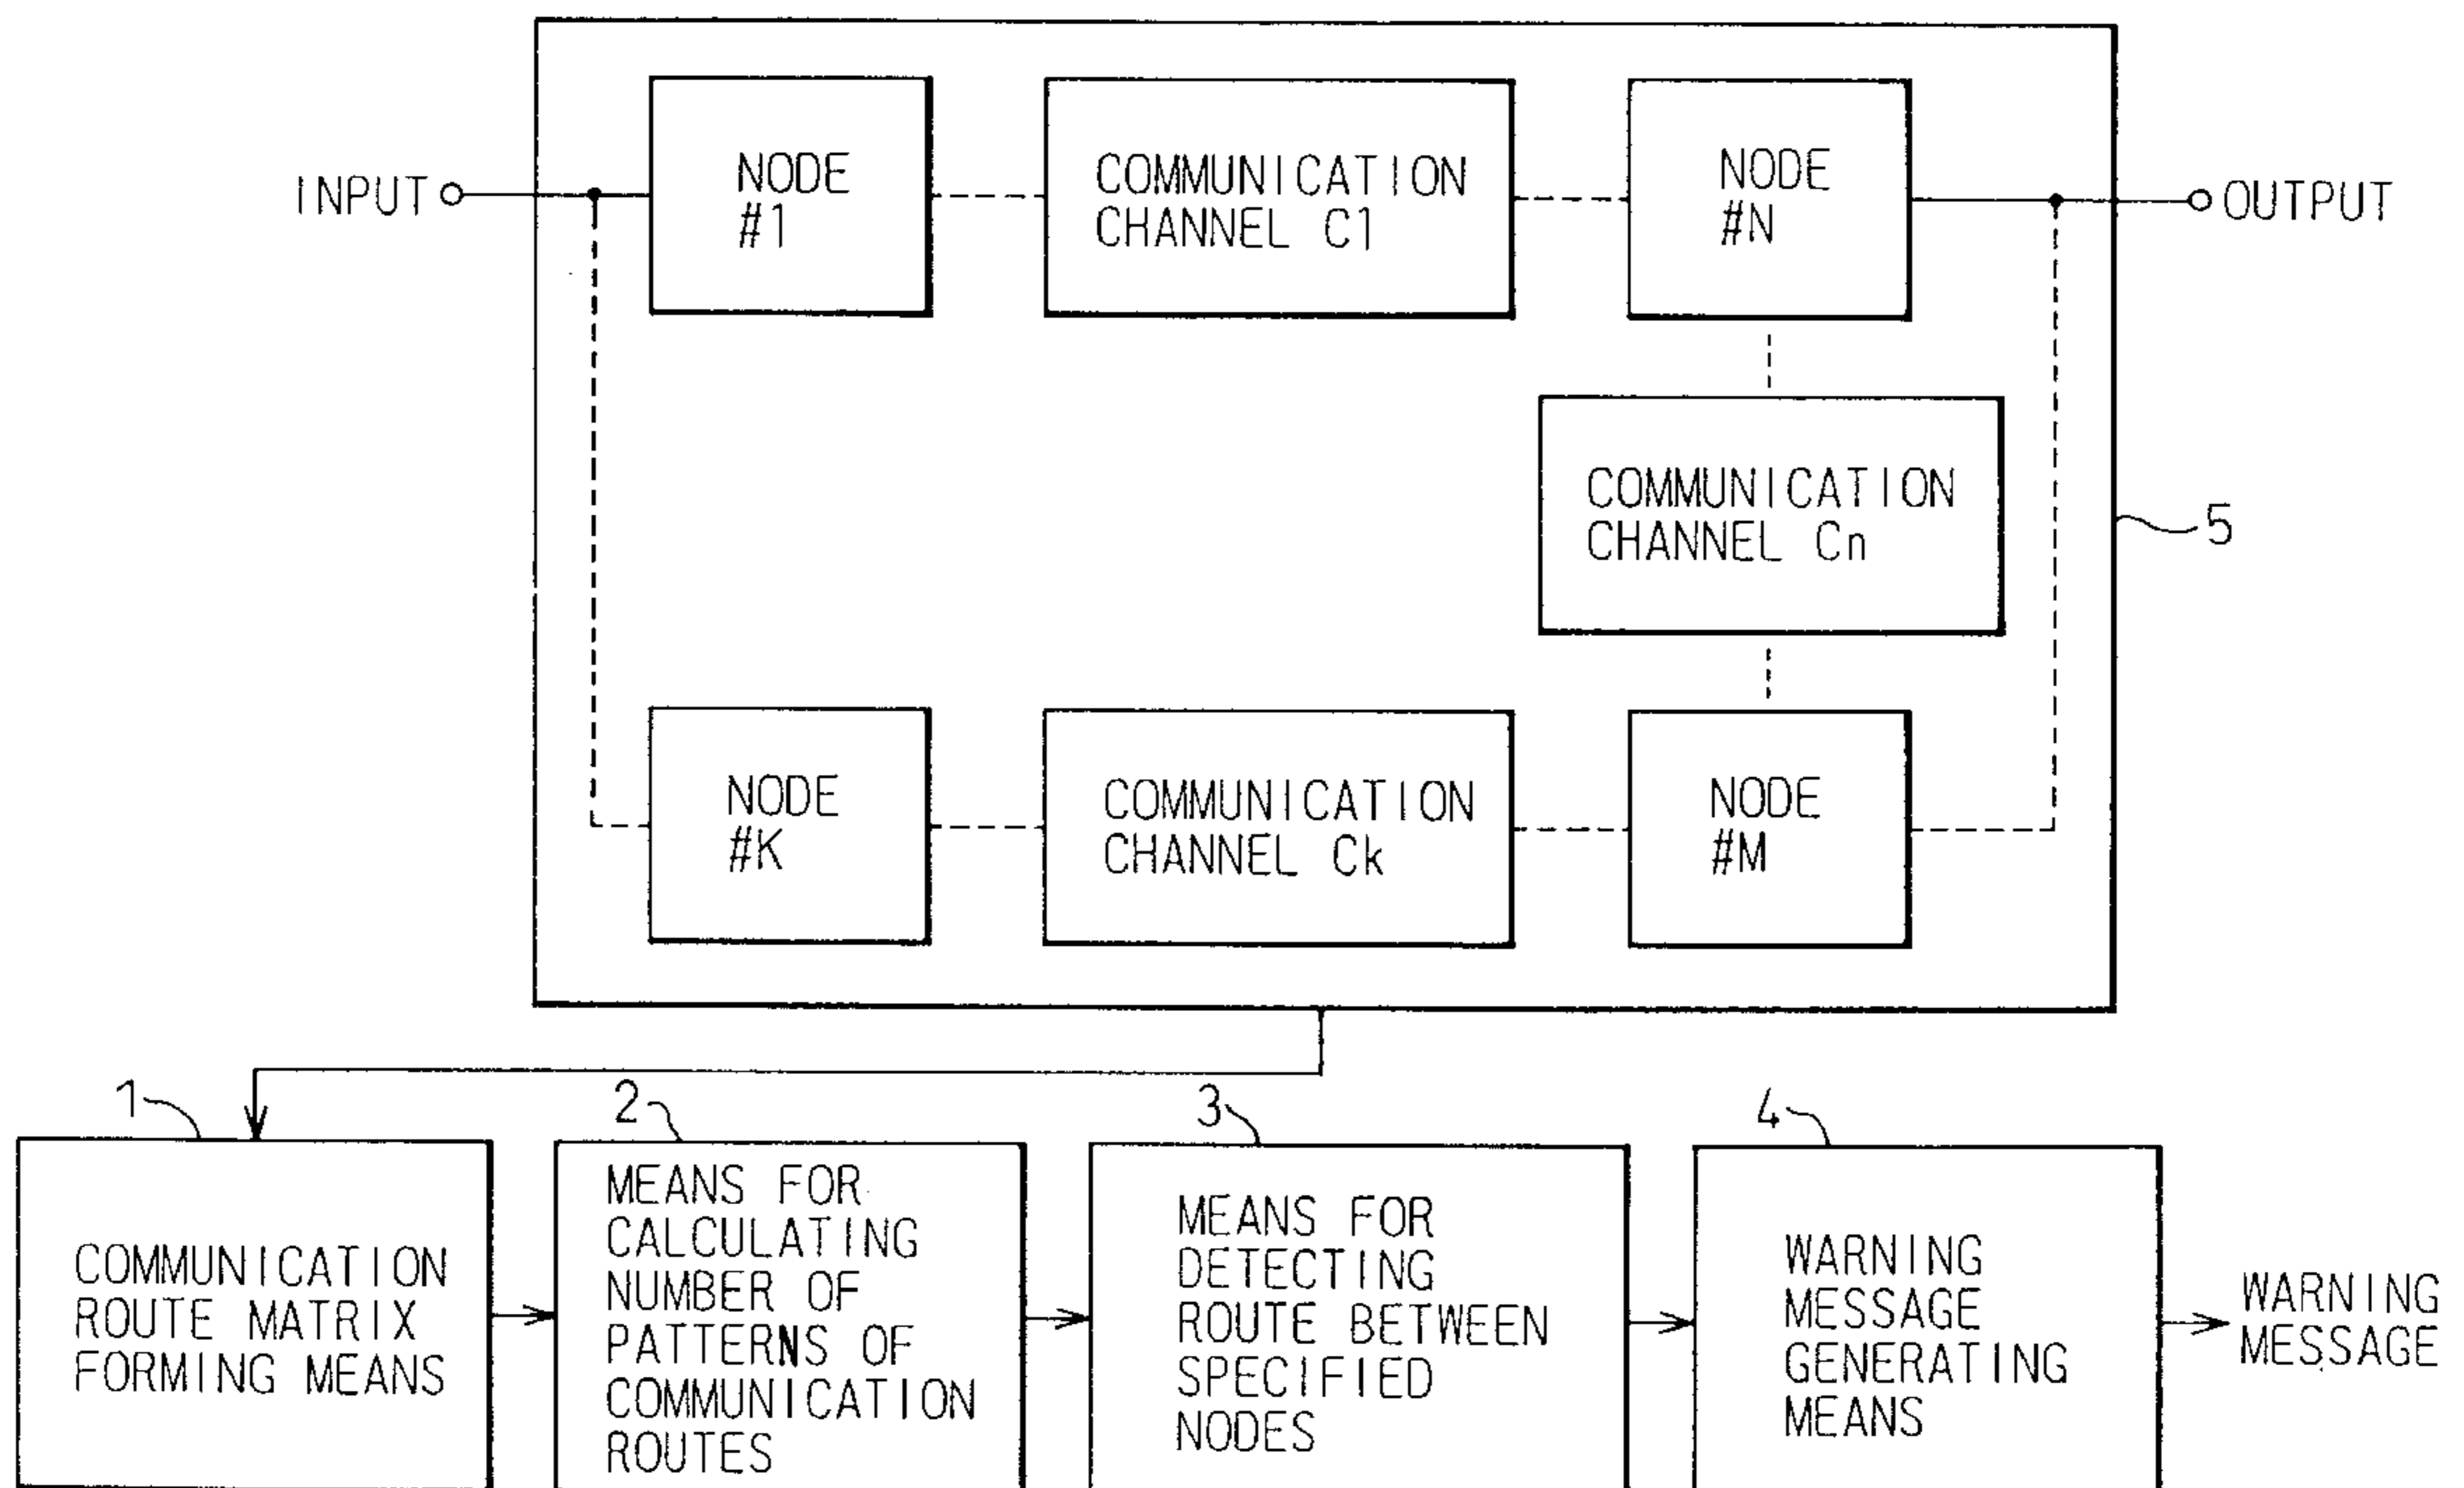 INPUT
NODE
#1
COMMUNICATION
CHANNEL C1
NODE
#N
OUTPUT
COMMUNICATION
CHANNEL Cn
5
NODE
#K
COMMUNICATION
CHANNEL Ck
NODE
#M
1
COMMUNICATION
ROUTE MATRIX
FORMING MEANS
2
MEANS FOR
CALCULATING
NUMBER OF
PATTERNS OF
COMMUNICATION
ROUTES
3
MEANS FOR
DETECTING
ROUTE BETWEEN
SPECIFIED
NODES
4
WARNING
MESSAGE
GENERATING
MEANS
WARNING
MESSAGE